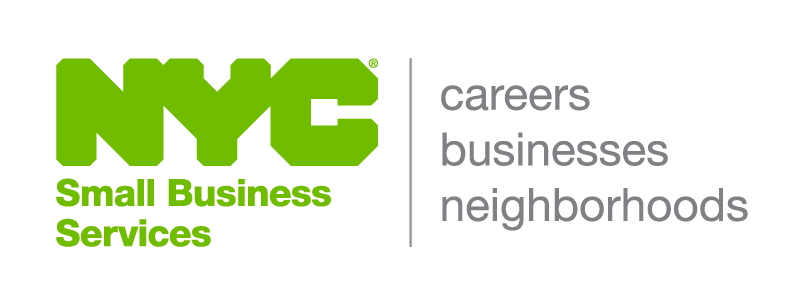 NYC®
Small Business
Services
careers
businesses
neighborhoods